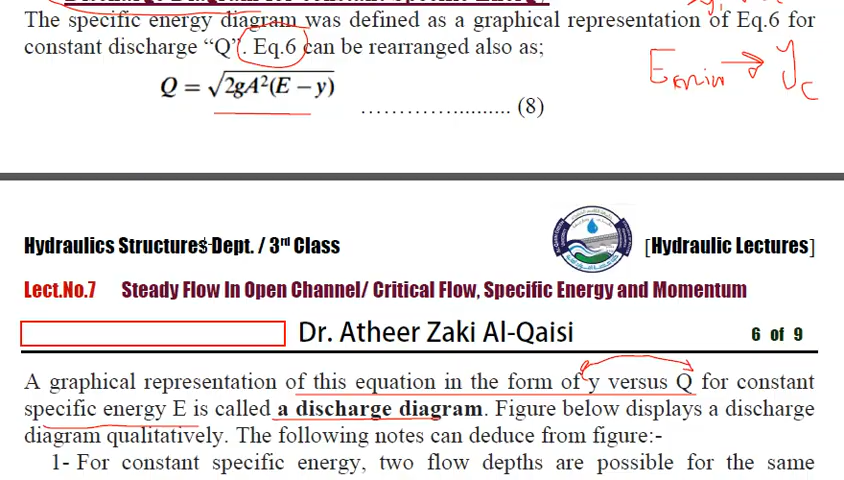 The specific energy diagram was defined as a graphical representation of Eq.6 for
constant discharge “Q”. Eq.6 can be rearranged also as;
Q = √2gA²(E − y)
....................... (8)
Emin → yc
Hydraulics Structures Dept. / 3rd Class
[Hydraulic Lectures]
Lect.No.7 Steady Flow In Open Channel/ Critical Flow, Specific Energy and Momentum
Dr. Atheer Zaki Al-Qaisi
6 of 9
A graphical representation of this equation in the form of y versus Q for constant
specific energy E is called a discharge diagram. Figure below displays a discharge
diagram qualitatively. The following notes can deduce from figure:-
1- For constant specific energy, two flow depths are possible for the same